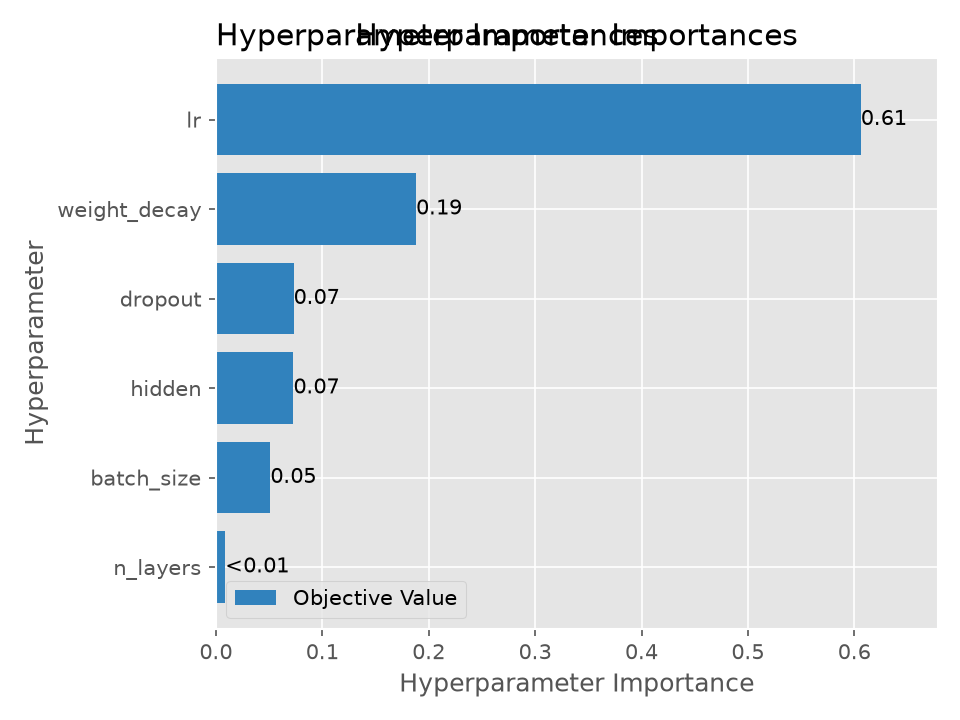 Hyperparameter Importances
Hyperparameter Importances
lr
0.61
weight_decay
0.19
dropout
0.07
hidden
0.07
batch_size
0.05
n_layers
<0.01
Objective Value
0.0 0.1 0.2 0.3 0.4 0.5 0.6
Hyperparameter Importance
Hyperparameter